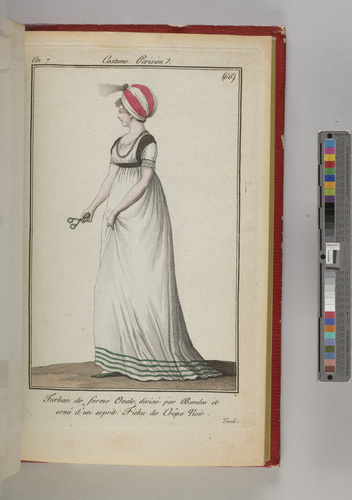 An 7.
Costume Parisien.
(66)
Turban de forme Ovale, divisé par Bandes et
orné d'un esprit. Fichu de Crêpe Noir.